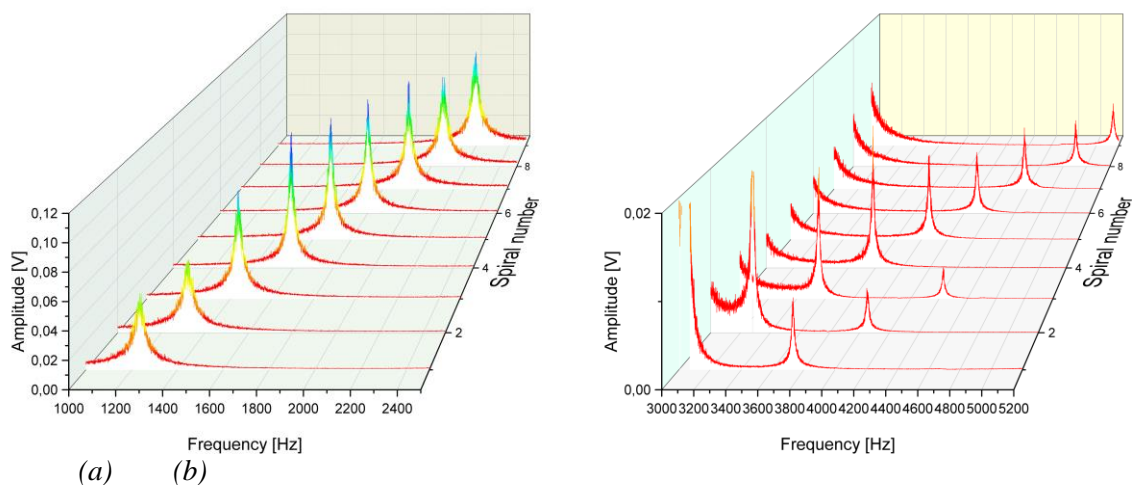 0,12
0,10
0,08
0,06
0,04
0,02
0,00
Amplitude [V]
1000 1200 1400 1600 1800 2000 2200 2400
Frequency [Hz]
2
4
6
8
Spiral number
0,02
0,00
Amplitude [V]
3000 3200 3400 3600 3800 4000 4200 4400 4600 4800 5000 5200
Frequency [Hz]
2
4
6
8
Spiral number
(a) (b)